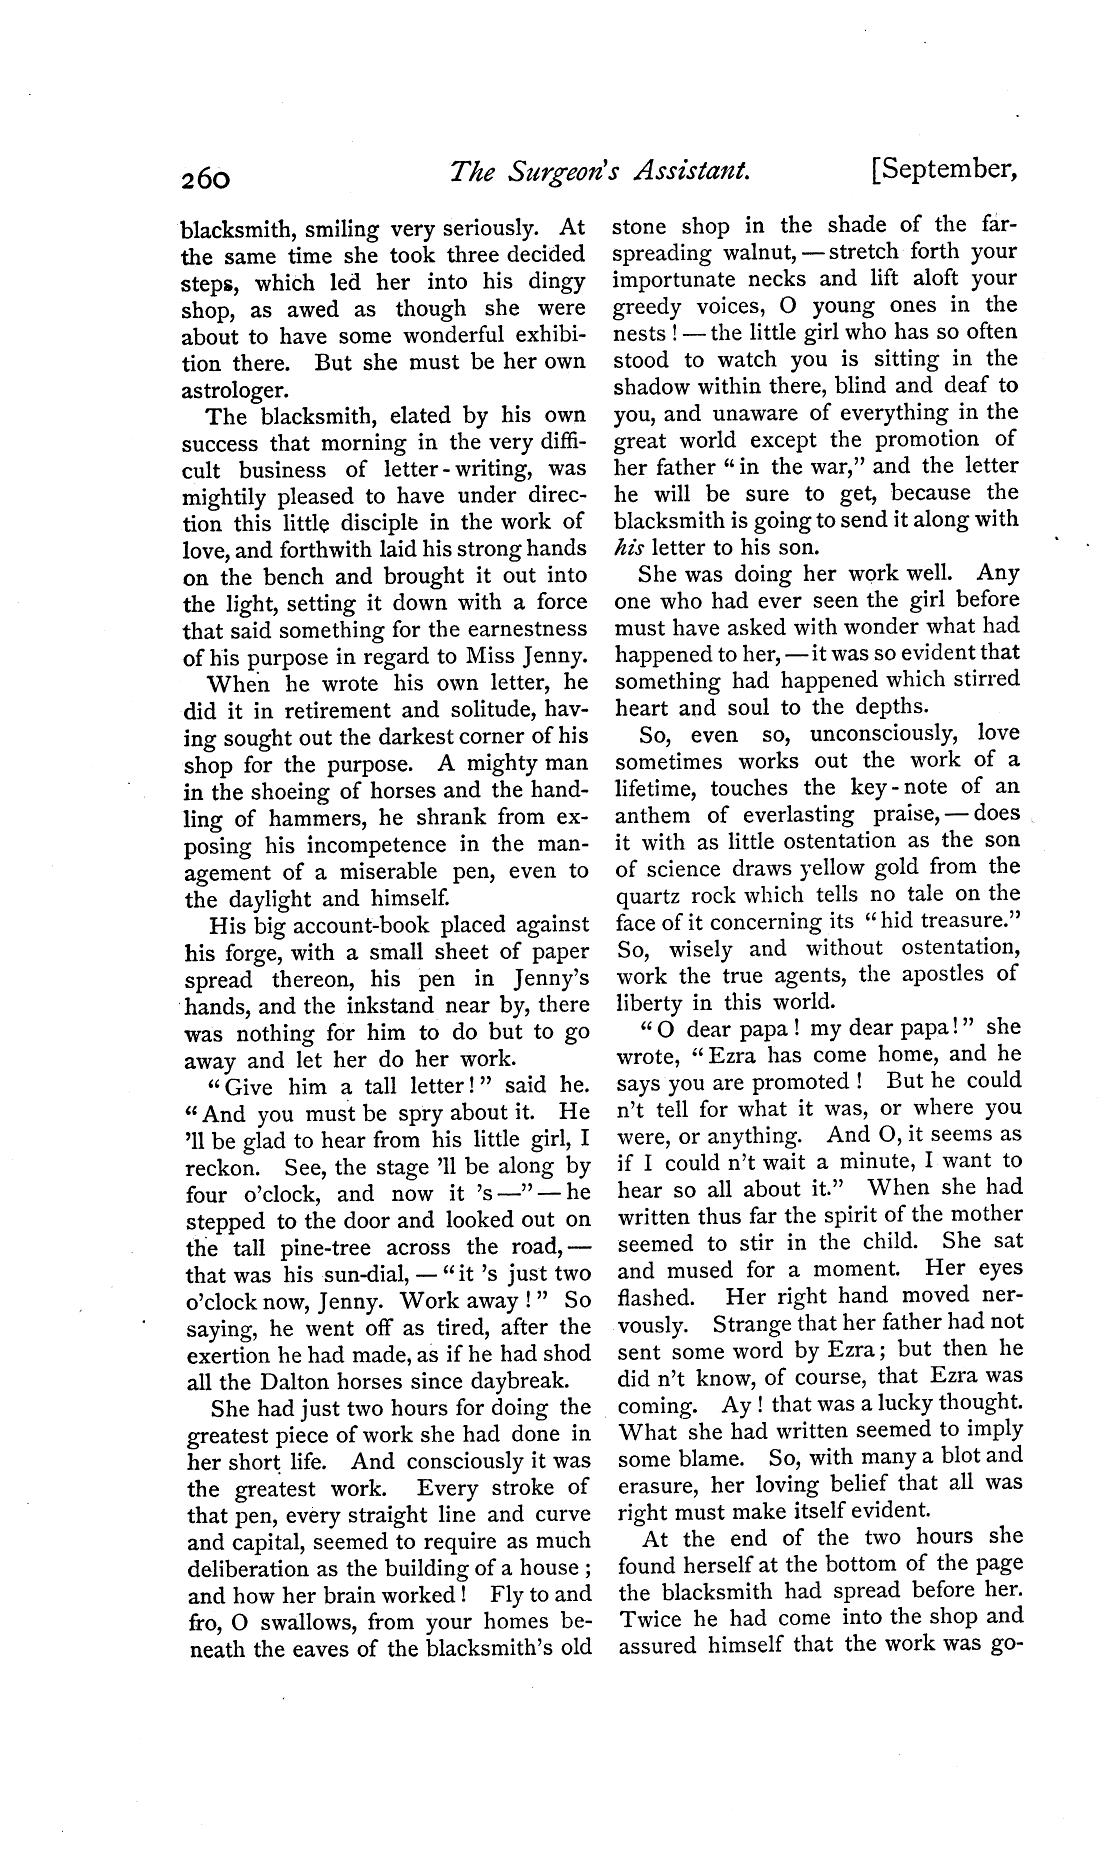 260 The Surgeon's Assistant. [September,
blacksmith, smiling very seriously. At
the same time she took three decided
steps, which led her into his dingy
shop, as awed as though she were
about to have some wonderful exhibi-
tion there. But she must be her own
astrologer.
The blacksmith, elated by his own
success that morning in the very diffi-
cult business of letter-writing, was
mightily pleased to have under direc-
tion this little disciple in the work of
love, and forthwith laid his strong hands
on the bench and brought it out into
the light, setting it down with a force
that said something for the earnestness
of his purpose in regard to Miss Jenny.
When he wrote his own letter, he
did it in retirement and solitude, hav-
ing sought out the darkest corner of his
shop for the purpose. A mighty man
in the shoeing of horses and the hand-
ling of hammers, he shrank from ex-
posing his incompetence in the man-
agement of a miserable pen, even to
the daylight and himself.
His big account-book placed against
his forge, with a small sheet of paper
spread thereon, his pen in Jenny's
hands, and the inkstand near by, there
was nothing for him to do but to go
away and let her do her work.
"Give him a tall letter!" said he.
"And you must be spry about it. He
'll be glad to hear from his little girl, I
reckon. See, the stage 'll be along by
four o'clock, and now it 's—"—he
stepped to the door and looked out on
the tall pine-tree across the road,—
that was his sun-dial,—"it 's just two
o'clock now, Jenny. Work away!" So
saying, he went off as tired, after the
exertion he had made, as if he had shod
all the Dalton horses since daybreak.
She had just two hours for doing the
greatest piece of work she had done in
her short life. And consciously it was
the greatest work. Every stroke of
that pen, every straight line and curve
and capital, seemed to require as much
deliberation as the building of a house;
and how her brain worked! Fly to and
fro, O swallows, from your homes be-
neath the eaves of the blacksmith's old
stone shop in the shade of the far-
spreading walnut,—stretch forth your
importunate necks and lift aloft your
greedy voices, O young ones in the
nests!—the little girl who has so often
stood to watch you is sitting in the
shadow within there, blind and deaf to
you, and unaware of everything in the
great world except the promotion of
her father "in the war," and the letter
he will be sure to get, because the
blacksmith is going to send it along with
his letter to his son.
She was doing her work well. Any
one who had ever seen the girl before
must have asked with wonder what had
happened to her,—it was so evident that
something had happened which stirred
heart and soul to the depths.
So, even so, unconsciously, love
sometimes works out the work of a
lifetime, touches the key-note of an
anthem of everlasting praise,—does
it with as little ostentation as the son
of science draws yellow gold from the
quartz rock which tells no tale on the
face of it concerning its "hid treasure."
So, wisely and without ostentation,
work the true agents, the apostles of
liberty in this world.
"O dear papa! my dear papa!" she
wrote, "Ezra has come home, and he
says you are promoted! But he could
n't tell for what it was, or where you
were, or anything. And O, it seems as
if I could n't wait a minute, I want to
hear so all about it." When she had
written thus far the spirit of the mother
seemed to stir in the child. She sat
and mused for a moment. Her eyes
flashed. Her right hand moved ner-
vously. Strange that her father had not
sent some word by Ezra; but then he
did n't know, of course, that Ezra was
coming. Ay! that was a lucky thought.
What she had written seemed to imply
some blame. So, with many a blot and
erasure, her loving belief that all was
right must make itself evident.
At the end of the two hours she
found herself at the bottom of the page
the blacksmith had spread before her.
Twice he had come into the shop and
assured himself that the work was go-